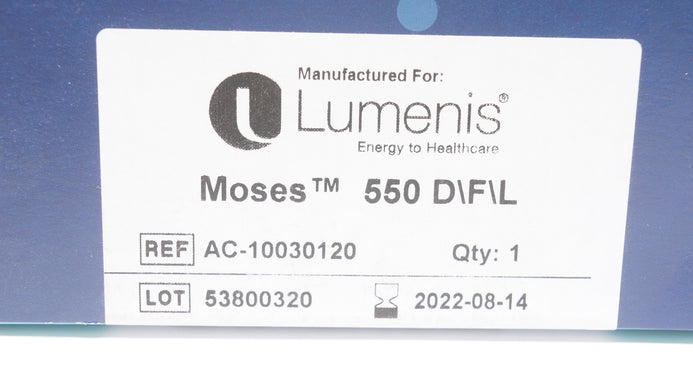 Manufactured For:
Lumenis®
Energy to Healthcare
Moses™ 550 D\F\L
REF AC-10030120 Qty: 1
LOT 53800320 2022-08-14